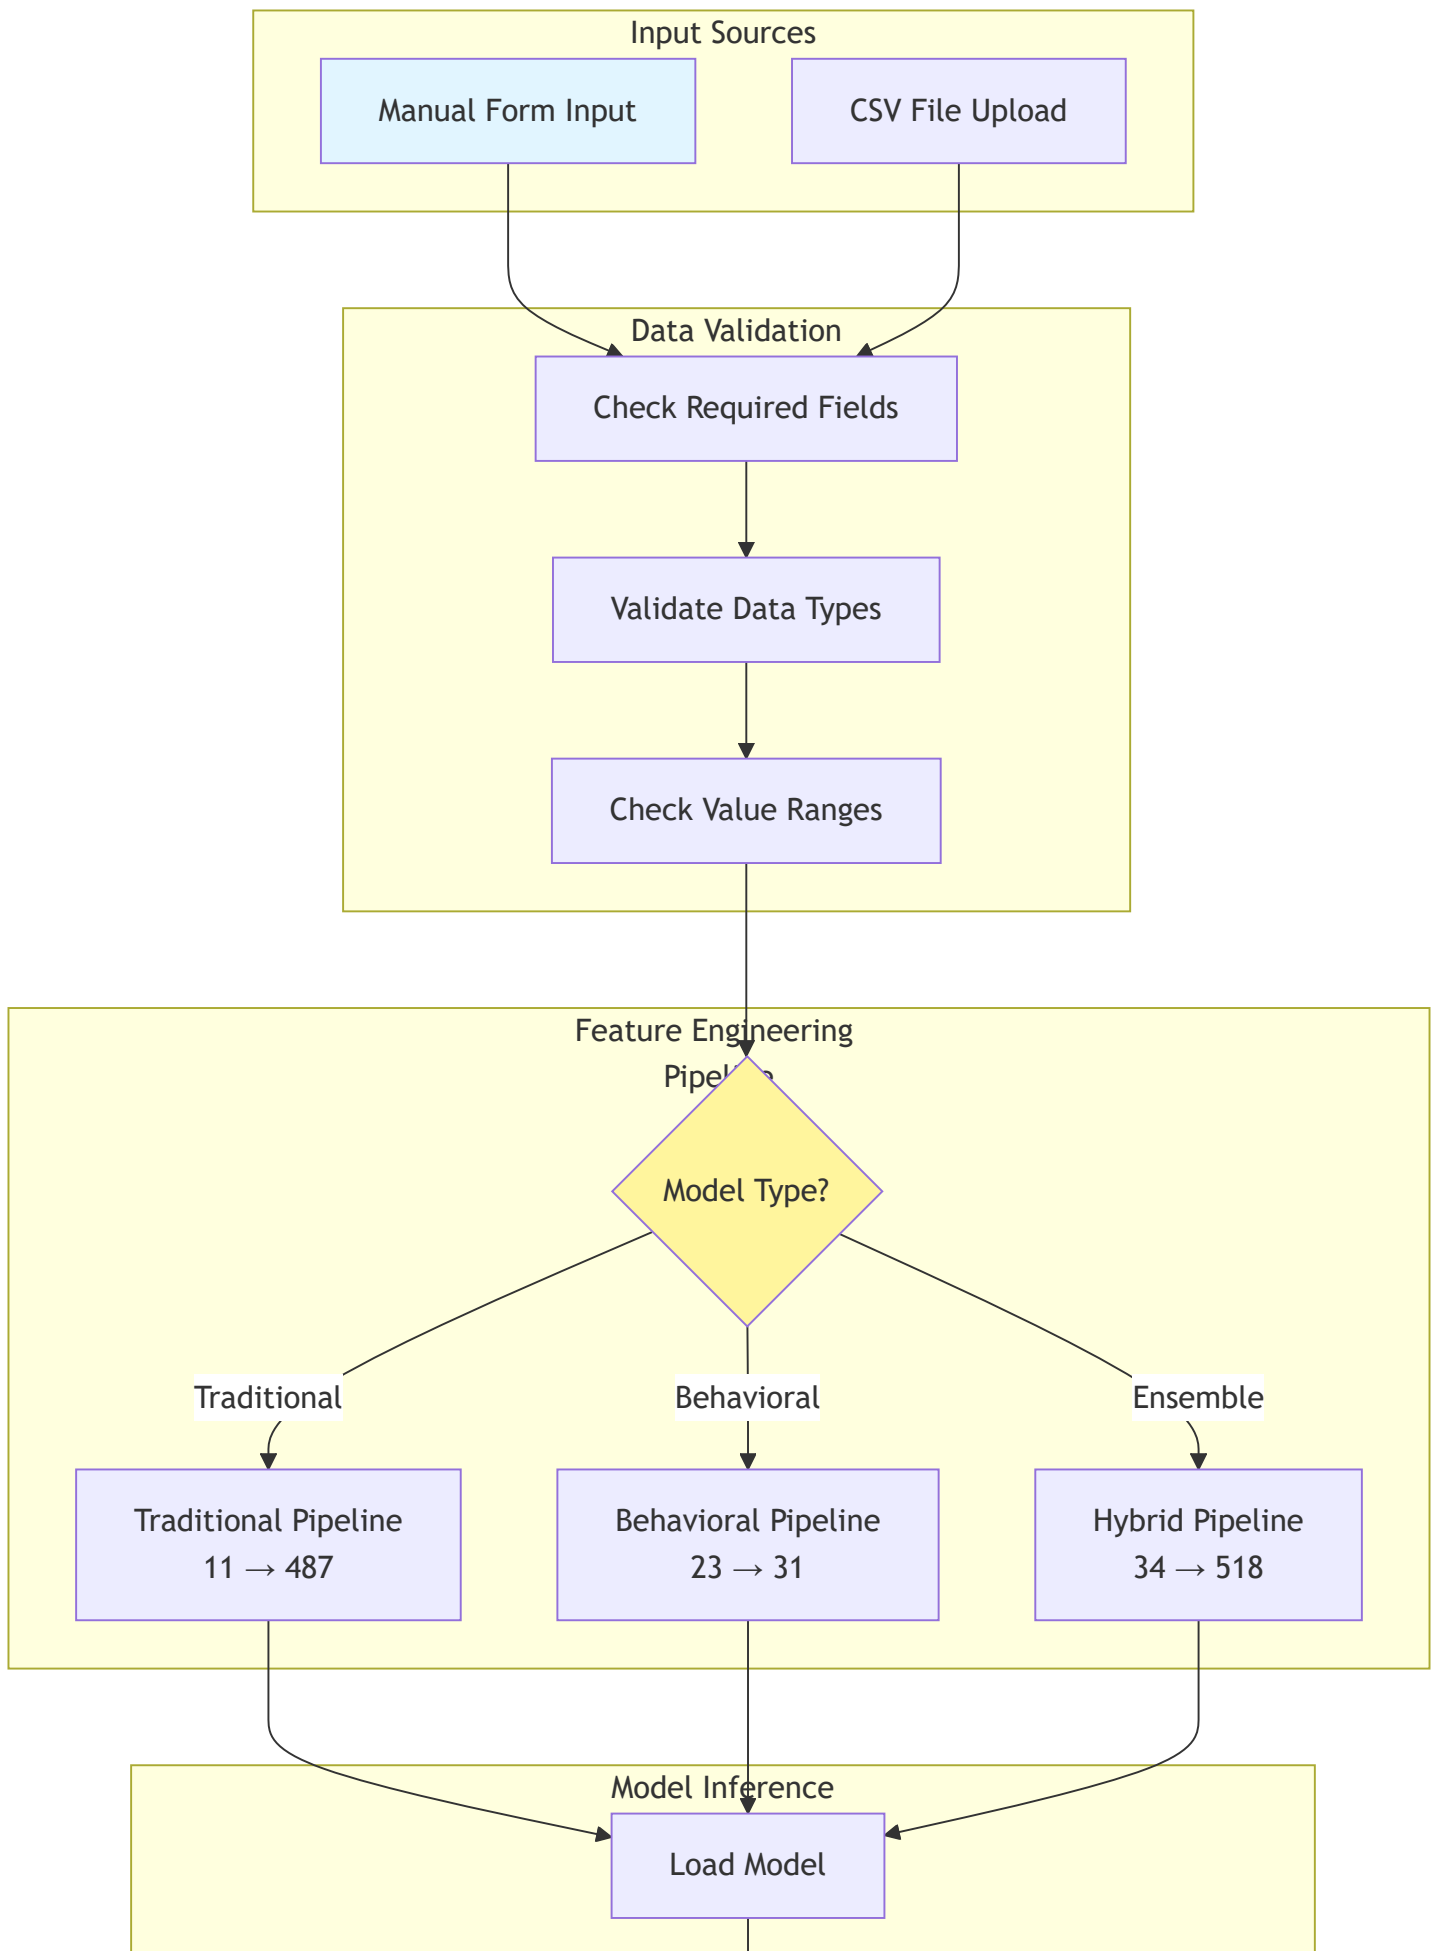 Input Sources
Manual Form Input
CSV File Upload
Data Validation
Check Required Fields
Validate Data Types
Check Value Ranges
Feature Engineering
Pipeline
Model Type?
Traditional
Behavioral
Ensemble
Traditional Pipeline
11 → 487
Behavioral Pipeline
23 → 31
Hybrid Pipeline
34 → 518
Model Inference
Load Model